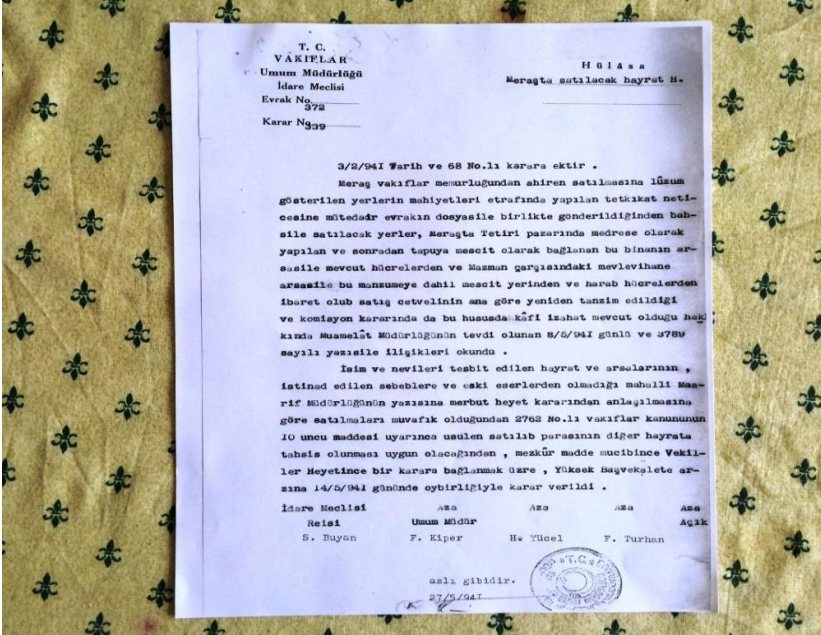 T. C.
VAKIFLAR
Umum Müdürlüğü
İdare Meclisi
Evrak No. 372
Karar No 339
Hülâsa
Meraşta satılacak hayrat H.
3/2/941 Tarih ve 68 No.lı karara ektir .
Meraş vakıflar memurluğundan ahiren satılmasına lüzum
gösterilen yerlerin mahiyetleri etrafında yapılan tetkikat neti-
cesine mütedair evrakın dosyasile birlikte gönderildiğinden bah-
sile satılacak yerler, Meraşta Tetiri pazarında medrese olarak
yapılan ve sonradan tapuya mescit olarak bağlanan bu binanın ar-
sasile mevcut hücrelerden ve Mazman çarşısındaki mevlevihane
arsasile bu manzumeye dahil mescit yerinden ve harab hücrelerden
ibaret olub satış cetvelinin ana göre yeniden tanzim edildiği
ve komisyon kararında da bu hususda kâfi izahat mevcut olduğu hak
kında Muamelât Müdürlüğünün tevdi olunan 8/5/941 günlü ve 3789
sayılı yazısile ilişikleri okundu .
İsim ve nevileri tesbit edilen hayrat ve arsalarının ,
istinad edilen sebeblere ve eski eserlerden olmadığı mahalli Maa-
rif Müdürlüğünün yazısına merbut heyet kararından anlaşılmasına
göre satılmaları muvafık olduğundan 2762 No.lı vakıflar kanununun
10 uncu maddesi uyarınca usulen satılıb parasının diğer hayrata
tahsis olunması uygun olacağından , mezkûr madde mucibince Vekil-
ler Heyetince bir karara bağlanmak üzre , Yüksek Başvekalete ar-
zına 14/5/941 gününde oybirliğiyle karar verildi .
İdare Meclisi Aza Aza Aza Aza
Reisi Umum Müdür Açık
S. Buyan F. Kiper H. Yücel F. Turhan
aslı gibidir.
27/5/941
T.C.